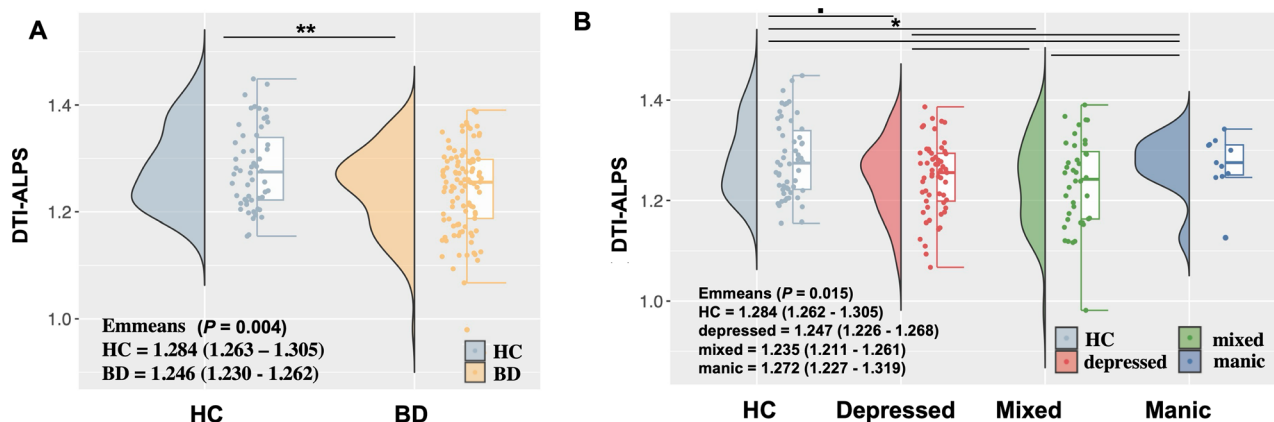 A
**
DTI-ALPS
1.4
1.2
1.0
Emmeans (P = 0.004)
HC = 1.284 (1.263 – 1.305)
BD = 1.246 (1.230 - 1.262)
HC
BD
HC
BD
B
.
*
DTI-ALPS
1.4
1.2
1.0
Emmeans (P = 0.015)
HC = 1.284 (1.262 - 1.305)
depressed = 1.247 (1.226 - 1.268)
mixed = 1.235 (1.211 - 1.261)
manic = 1.272 (1.227 - 1.319)
HC
mixed
depressed
manic
HC
Depressed
Mixed
Manic